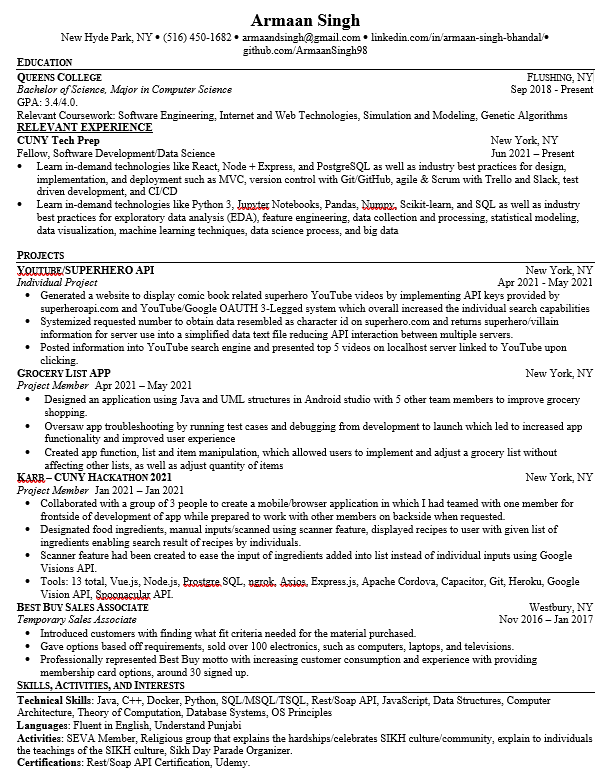 Armaan Singh
New Hyde Park, NY • (516) 450-1682 • armaandsingh@gmail.com • linkedin.com/in/armaan-singh-bhandal/•
github.com/ArmaanSingh98
EDUCATION
QUEENS COLLEGE FLUSHING, NY
Bachelor of Science, Major in Computer Science Sep 2018 - Present
GPA: 3.4/4.0.
Relevant Coursework: Software Engineering, Internet and Web Technologies, Simulation and Modeling, Genetic Algorithms
RELEVANT EXPERIENCE
CUNY Tech Prep New York, NY
Fellow, Software Development/Data Science Jun 2021 – Present
• Learn in-demand technologies like React, Node + Express, and PostgreSQL as well as industry best practices for design,
implementation, and deployment such as MVC, version control with Git/GitHub, agile & Scrum with Trello and Slack, test
driven development, and CI/CD
• Learn in-demand technologies like Python 3, Jupyter Notebooks, Pandas, Numpy, Scikit-learn, and SQL as well as industry
best practices for exploratory data analysis (EDA), feature engineering, data collection and processing, statistical modeling,
data visualization, machine learning techniques, data science process, and big data
PROJECTS
YOUTUBE/SUPERHERO API New York, NY
Individual Project Apr 2021 - May 2021
• Generated a website to display comic book related superhero YouTube videos by implementing API keys provided by
superheroapi.com and YouTube/Google OAUTH 3-Legged system which overall increased the individual search capabilities
• Systemized requested number to obtain data resembled as character id on superhero.com and returns superhero/villain
information for server use into a simplified data text file reducing API interaction between multiple servers.
• Posted information into YouTube search engine and presented top 5 videos on localhost server linked to YouTube upon
clicking.
GROCERY LIST APP New York, NY
Project Member Apr 2021 – May 2021
• Designed an application using Java and UML structures in Android studio with 5 other team members to improve grocery
shopping.
• Oversaw app troubleshooting by running test cases and debugging from development to launch which led to increased app
functionality and improved user experience
• Created app function, list and item manipulation, which allowed users to implement and adjust a grocery list without
affecting other lists, as well as adjust quantity of items
KARB – CUNY HACKATHON 2021 New York, NY
Project Member Jan 2021 – Jan 2021
• Collaborated with a group of 3 people to create a mobile/browser application in which I had teamed with one member for
frontside of development of app while prepared to work with other members on backside when requested.
• Designated food ingredients, manual inputs/scanned using scanner feature, displayed recipes to user with given list of
ingredients enabling search result of recipes by individuals.
• Scanner feature had been created to ease the input of ingredients added into list instead of individual inputs using Google
Visions API.
• Tools: 13 total, Vue.js, Node.js, Prostgre SQL, ngrok, Axios, Express.js, Apache Cordova, Capacitor, Git, Heroku, Google
Vision API, Spoonacular API.
BEST BUY SALES ASSOCIATE Westbury, NY
Temporary Sales Associate Nov 2016 – Jan 2017
• Introduced customers with finding what fit criteria needed for the material purchased.
• Gave options based off requirements, sold over 100 electronics, such as computers, laptops, and televisions.
• Professionally represented Best Buy motto with increasing customer consumption and experience with providing
membership card options, around 30 signed up.
SKILLS, ACTIVITIES, AND INTERESTS
Technical Skills: Java, C++, Docker, Python, SQL/MSQL/TSQL, Rest/Soap API, JavaScript, Data Structures, Computer
Architecture, Theory of Computation, Database Systems, OS Principles
Languages: Fluent in English, Understand Punjabi
Activities: SEVA Member, Religious group that explains the hardships/celebrates SIKH culture/community, explain to individuals
the teachings of the SIKH culture, Sikh Day Parade Organizer.
Certifications: Rest/Soap API Certification, Udemy.